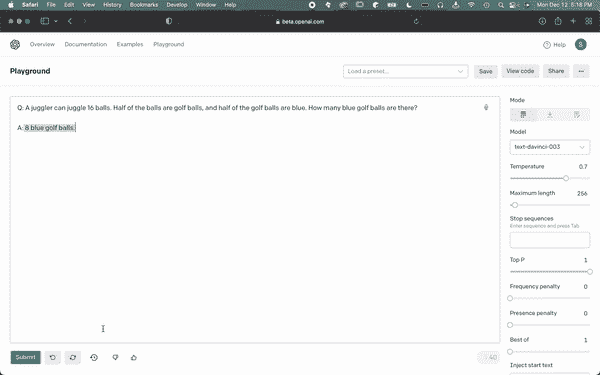 Safari File Edit View History Bookmarks Develop Window Help Mon Dec 12 5:18 PM
beta.openai.com
Overview Documentation Examples Playground Help S
Playground Load a preset... Save View code Share ...
Q: A juggler can juggle 16 balls. Half of the balls are golf balls, and half of the golf balls are blue. How many blue golf balls are there?
A: 8 blue golf balls.
Mode
Model
text-davinci-003
Temperature 0.7
Maximum length 256
Stop sequences
Enter sequence and press Tab
Top P 1
Frequency penalty 0
Presence penalty 0
Best of 1
Inject start text
Submit 40